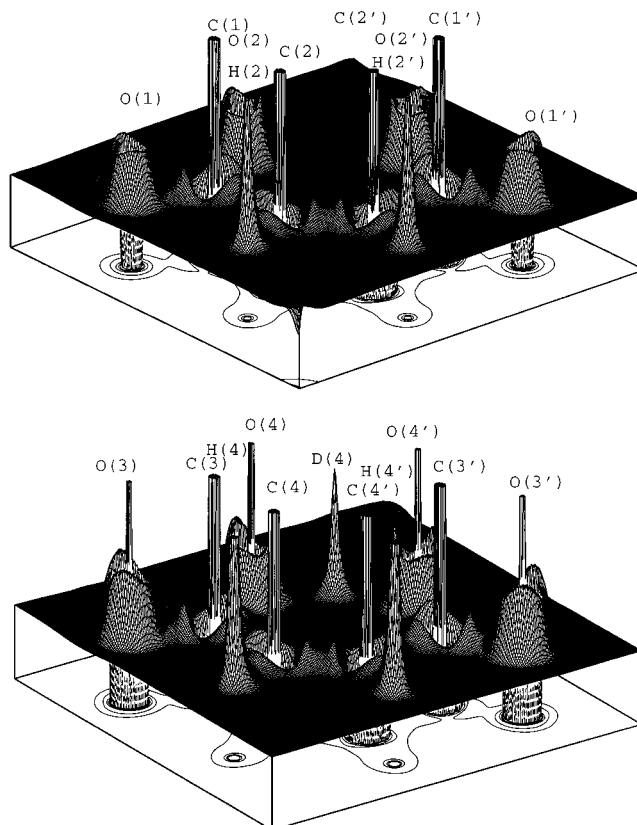 C(1)
C(2')
C(1')
O(2)
O(2')
C(2)
H(2)
H(2')
O(1)
O(1')
O(4)
O(4')
H(4)
O(3)
C(3)
D(4)
H(4')
C(3')
C(4)
C(4')
O(3')